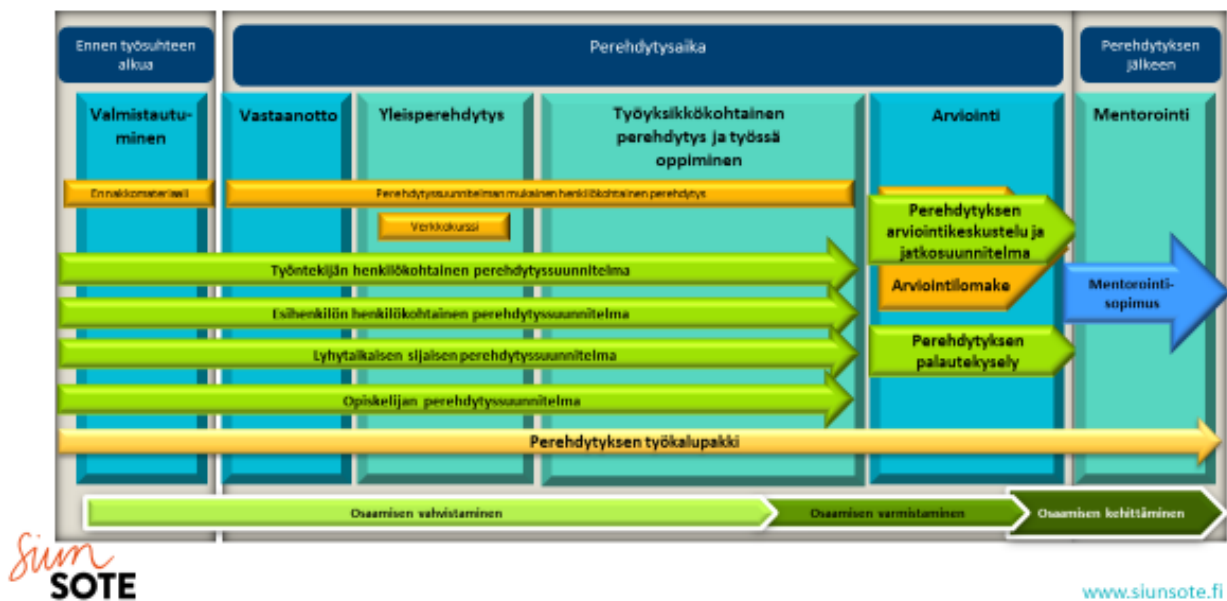 Ennen työsuhteen
alkua
Perehdytysaika
Perehdytyksen
jälkeen
Valmistautu-
minen
Vastaanotto
Yleisperehdytys
Työyksikkökohtainen
perehdytys ja työssä
oppiminen
Arviointi
Mentorointi
Ennakkomateriaali
Perehdytyssuunnitelman mukainen henkilökohtainen perehdytys
Verkkokurssi
Perehdytyksen
arviointikeskustelu ja
jatkosuunnitelma
Työntekijän henkilökohtainen perehdytyssuunnitelma
Arviointilomake
Mentorointi-
sopimus
Esihenkilön henkilökohtainen perehdytyssuunnitelma
Lyhytaikaisen sijaisen perehdytyssuunnitelma
Perehdytyksen
palautekysely
Opiskelijan perehdytyssuunnitelma
Perehdytyksen työkalupakki
Osaamisen vahvistaminen
Osaamisen varmistaminen
Osaamisen kehittäminen
Siun
SOTE
www.siunsote.fi